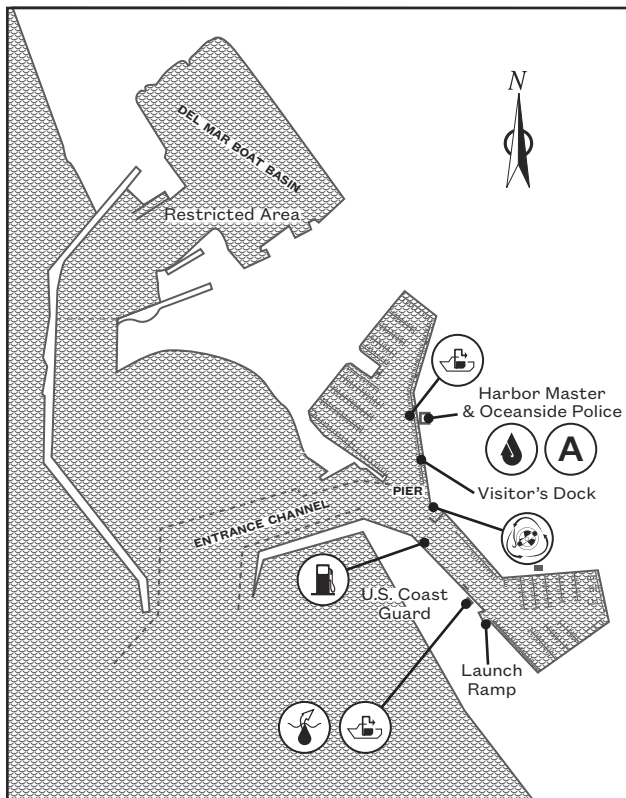 N
DEL MAR BOAT BASIN
Restricted Area
Harbor Master
& Oceanside Police
A
Visitor's Dock
PIER
ENTRANCE CHANNEL
U.S. Coast
Guard
Launch
Ramp